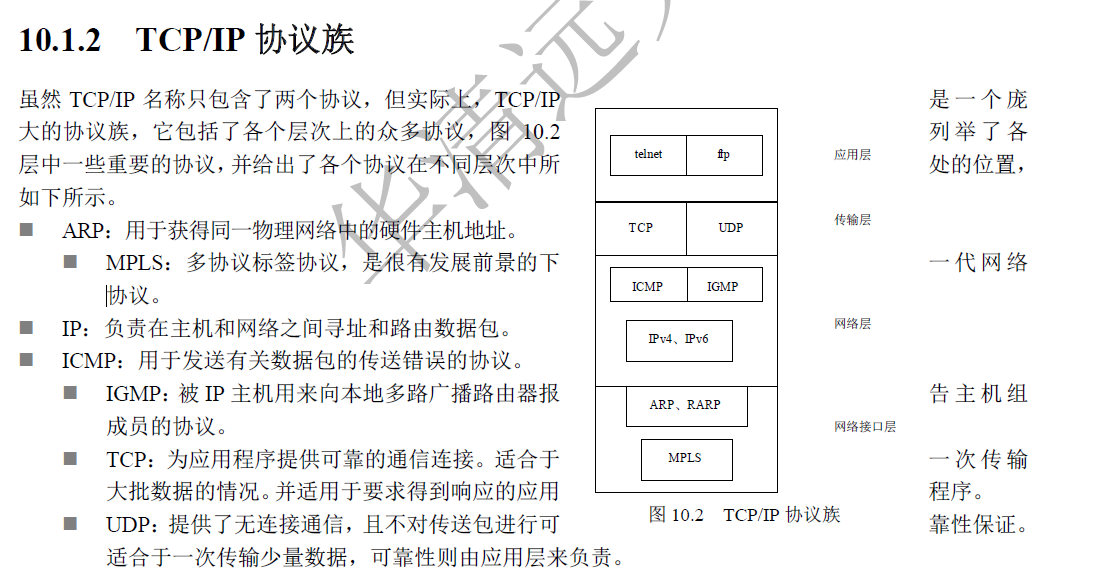 10.1.2 TCP/IP 协议族
虽然 TCP/IP 名称只包含了两个协议，但实际上，TCP/IP 是一个庞
大的协议族，它包括了各个层次上的众多协议，图 10.2 列举了各
层中一些重要的协议，并给出了各个协议在不同层次中所 处的位置，
如下所示。
■ ARP：用于获得同一物理网络中的硬件主机地址。
■ MPLS：多协议标签协议，是很有发展前景的下 一代网络
协议。
■ IP：负责在主机和网络之间寻址和路由数据包。
■ ICMP：用于发送有关数据包的传送错误的协议。
■ IGMP：被 IP 主机用来向本地多路广播路由器报 告主机组
成员的协议。
■ TCP：为应用程序提供可靠的通信连接。适合于 一次传输
大批数据的情况。并适用于要求得到响应的应用 程序。
■ UDP：提供了无连接通信，且不对传送包进行可 靠性保证。
适合于一次传输少量数据，可靠性则由应用层来负责。
telnet ftp 应用层
TCP UDP 传输层
ICMP IGMP
IPv4、IPv6 网络层
ARP、RARP
网络接口层
MPLS
图 10.2 TCP/IP 协议族
华清远